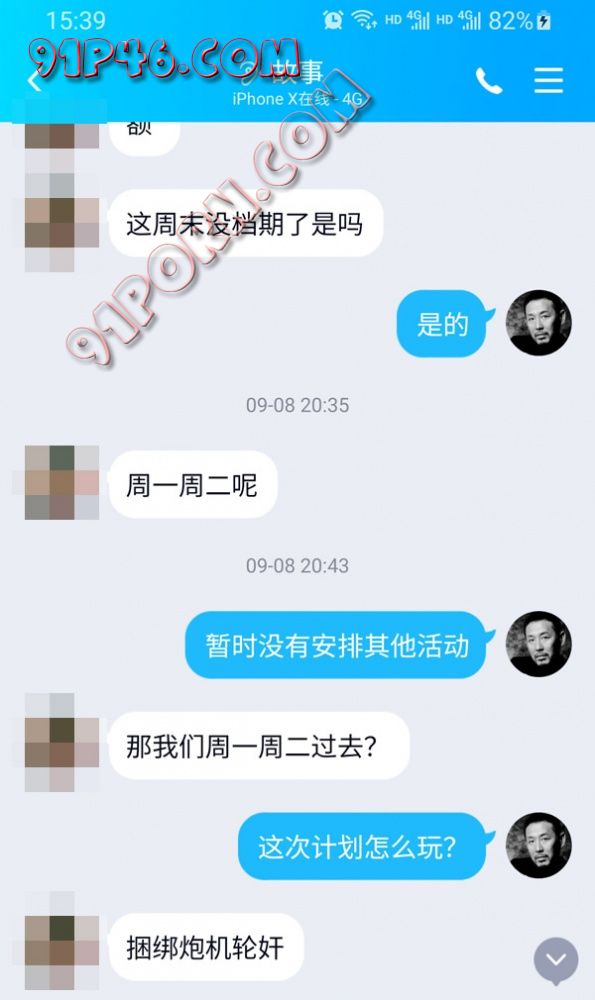 15:39
HD 4G HD 4G 82%
91P46.COM
故事
iPhone X在线 - 4G
额
91PORN.COM
这周末没档期了是吗
是的
09-08 20:35
周一周二呢
09-08 20:43
暂时没有安排其他活动
那我们周一周二过去?
这次计划怎么玩?
捆绑炮机轮奸